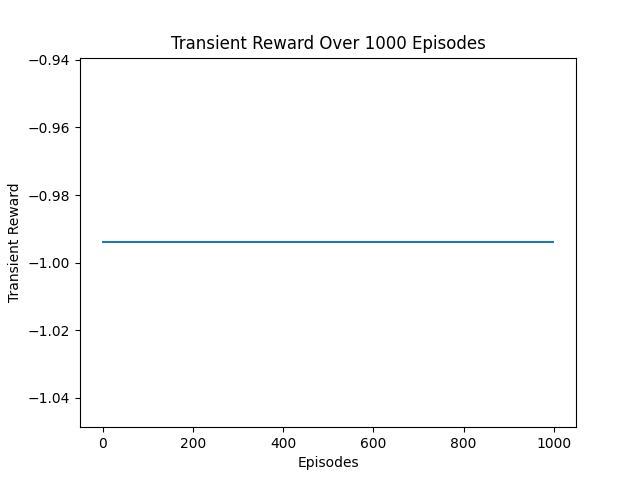 Transient Reward Over 1000 Episodes
−0.94
−0.96
−0.98
−1.00
−1.02
−1.04
Transient Reward
0 200 400 600 800 1000
Episodes